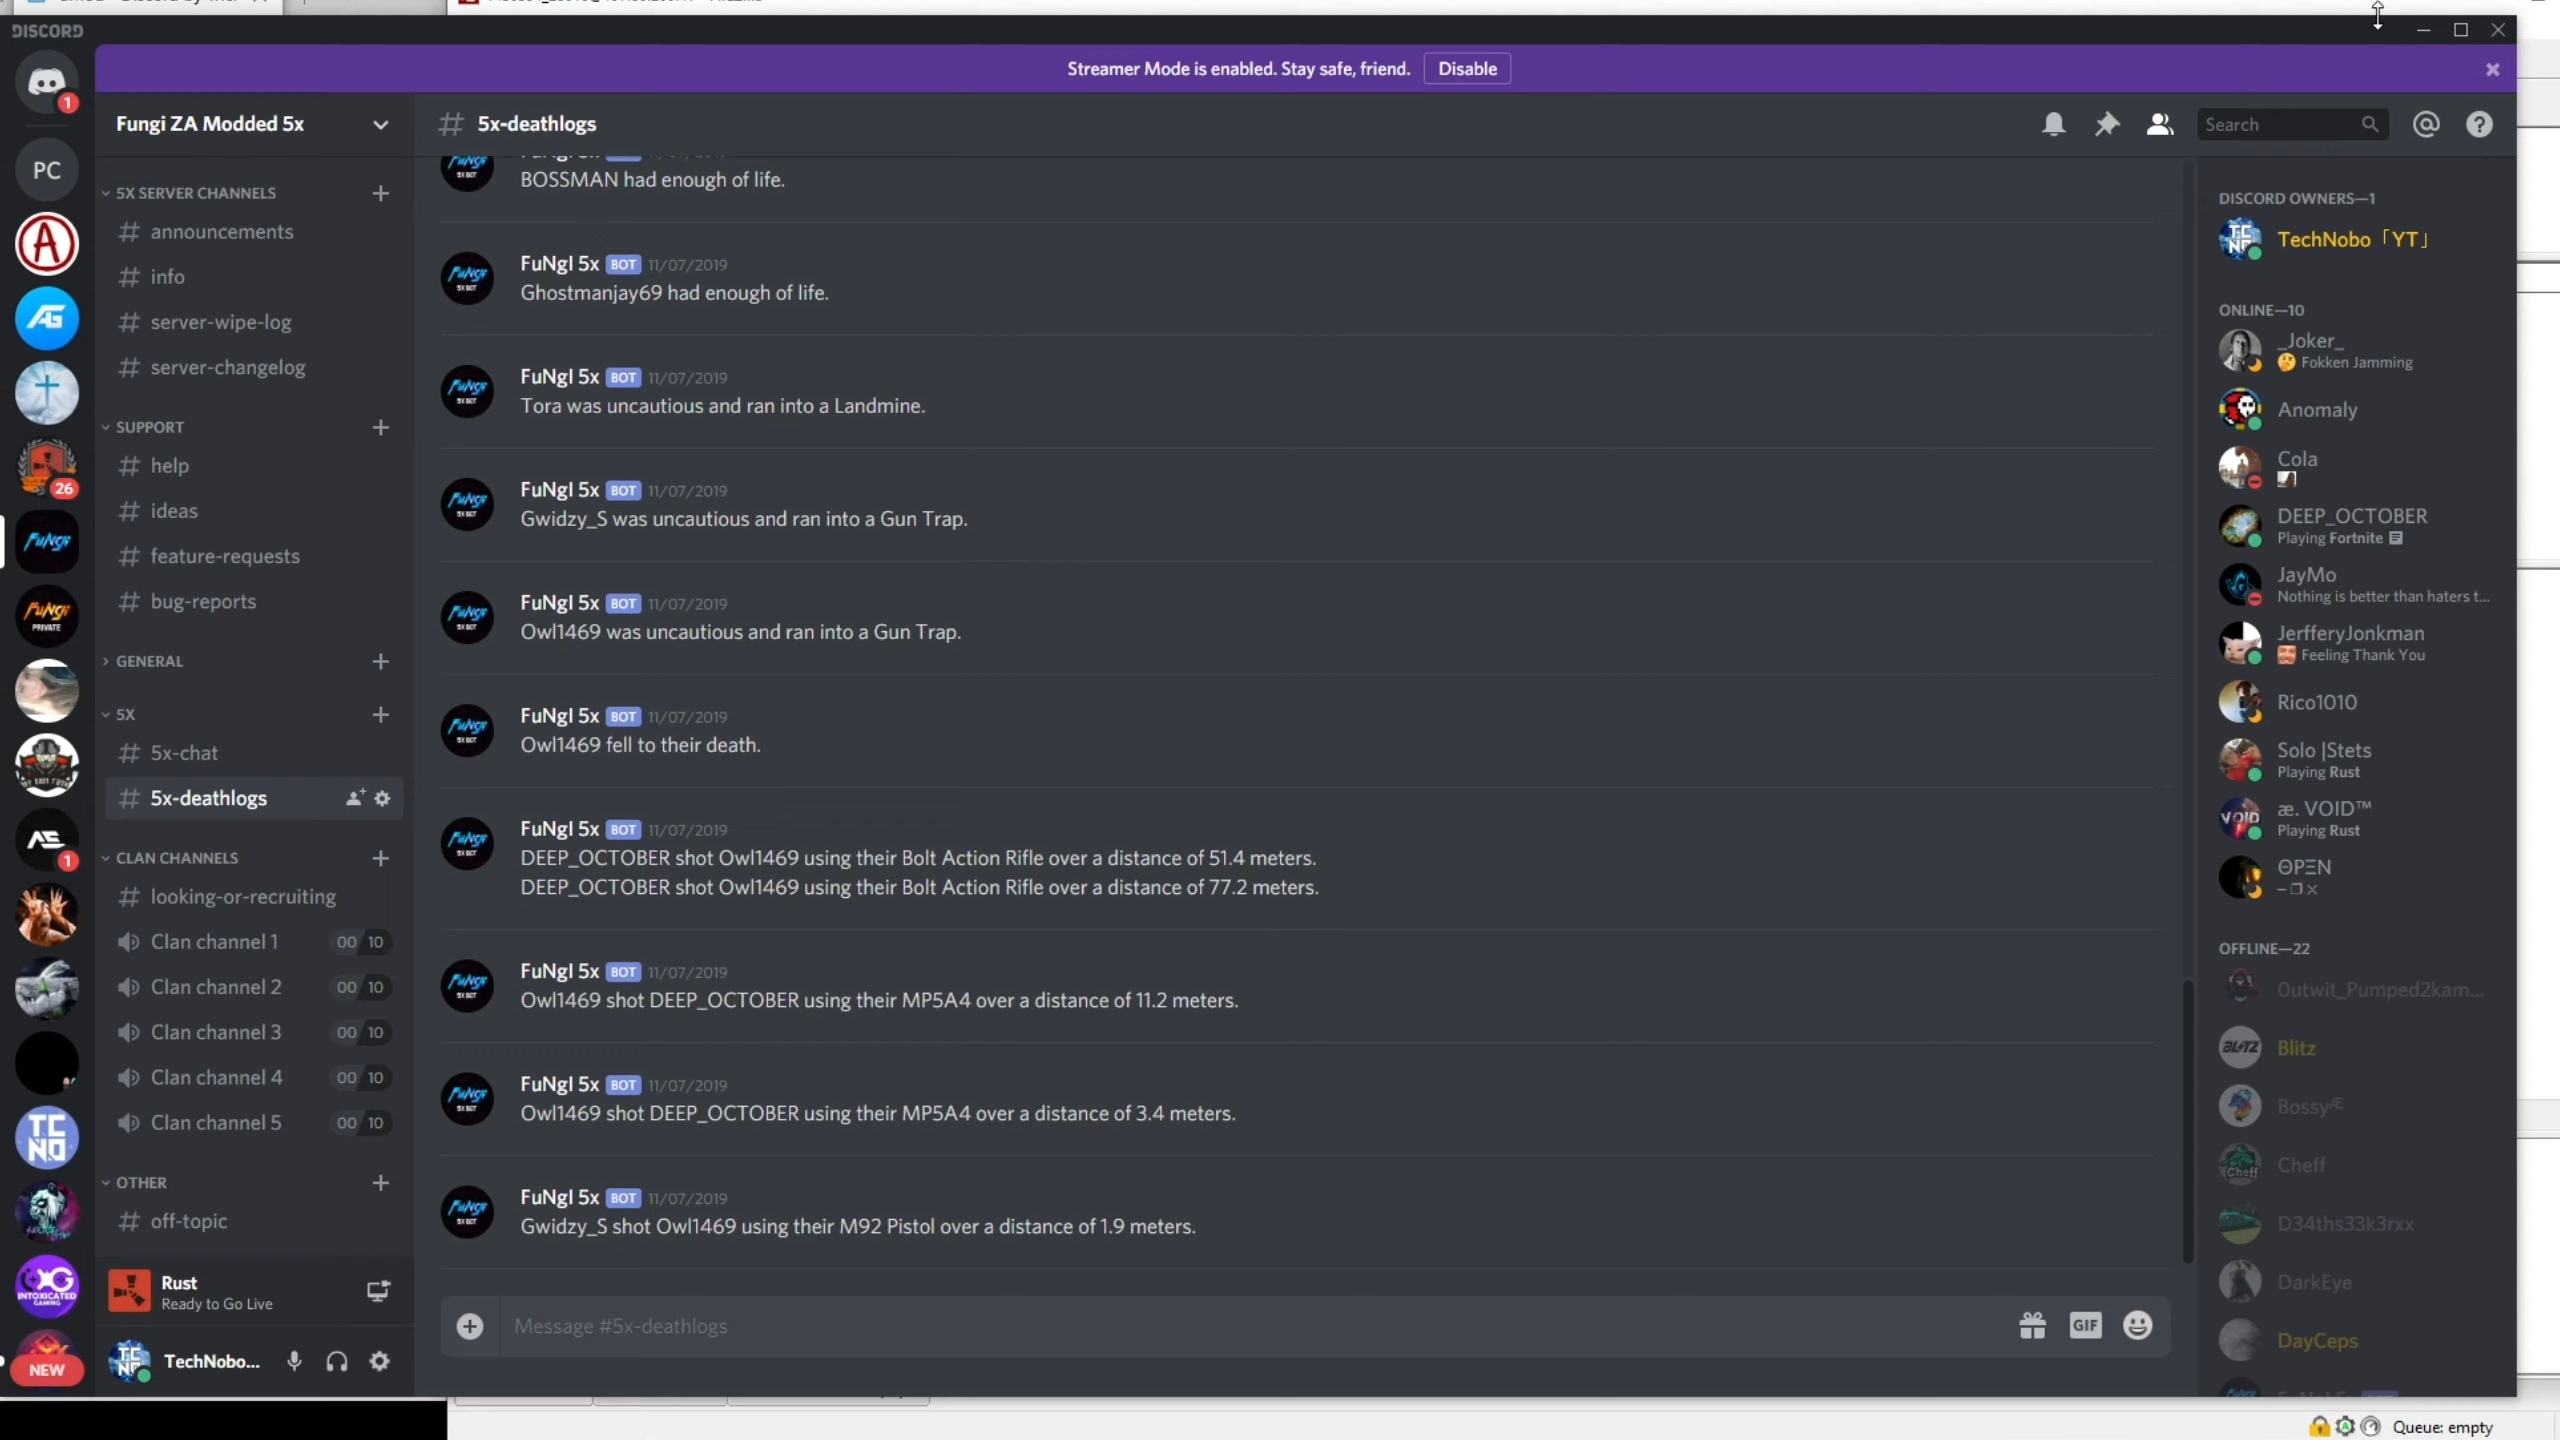 DISCORD
Streamer Mode is enabled. Stay safe, friend.
Disable
1
PC
26
FuNgI
FuNgI
PRIVATE
1
TC
NO
INTOXICATED
GAMING
NEW
Fungi ZA Modded 5x
5X SERVER CHANNELS
announcements
info
server-wipe-log
server-changelog
SUPPORT
help
ideas
feature-requests
bug-reports
GENERAL
5X
5x-chat
5x-deathlogs
CLAN CHANNELS
looking-or-recruiting
Clan channel 1 00 10
Clan channel 2 00 10
Clan channel 3 00 10
Clan channel 4 00 10
Clan channel 5 00 10
OTHER
off-topic
Rust
Ready to Go Live
TechNobo...
5x-deathlogs
Search
BOSSMAN had enough of life.
FuNgI 5x BOT 11/07/2019
Ghostmanjay69 had enough of life.
FuNgI 5x BOT 11/07/2019
Tora was uncautious and ran into a Landmine.
FuNgI 5x BOT 11/07/2019
Gwidzy_S was uncautious and ran into a Gun Trap.
FuNgI 5x BOT 11/07/2019
Owl1469 was uncautious and ran into a Gun Trap.
FuNgI 5x BOT 11/07/2019
Owl1469 fell to their death.
FuNgI 5x BOT 11/07/2019
DEEP_OCTOBER shot Owl1469 using their Bolt Action Rifle over a distance of 51.4 meters.
DEEP_OCTOBER shot Owl1469 using their Bolt Action Rifle over a distance of 77.2 meters.
FuNgI 5x BOT 11/07/2019
Owl1469 shot DEEP_OCTOBER using their MP5A4 over a distance of 11.2 meters.
FuNgI 5x BOT 11/07/2019
Owl1469 shot DEEP_OCTOBER using their MP5A4 over a distance of 3.4 meters.
FuNgI 5x BOT 11/07/2019
Gwidzy_S shot Owl1469 using their M92 Pistol over a distance of 1.9 meters.
Message #5x-deathlogs
GIF
DISCORD OWNERS—1
TechNobo「YT」
ONLINE—10
_Joker_
Fokken Jamming
Anomaly
Cola
DEEP_OCTOBER
Playing Fortnite
JayMo
Nothing is better than haters t...
JerfferyJonkman
Feeling Thank You
Rico1010
Solo |Stets
Playing Rust
æ. VOID™
Playing Rust
ΘPΞN
– ❐ ×
OFFLINE—22
0utwit_Pumped2kam...
Blitz
BossyÆ
Cheff
D34ths33k3rxx
DarkEye
DayCeps
Queue: empty